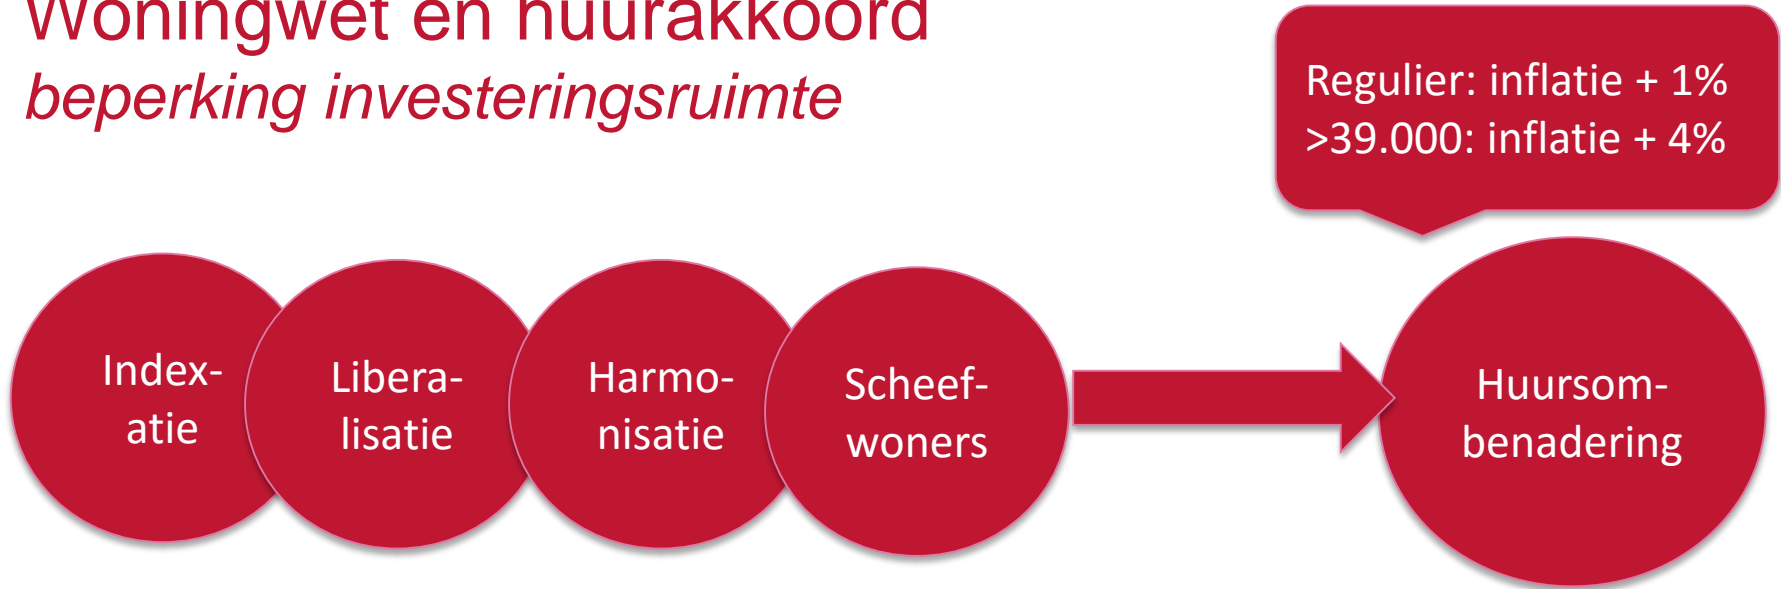 Woningwet en huurakkoord
beperking investeringsruimte
Regulier: inflatie + 1%
>39.000: inflatie + 4%
Index-
atie
Libera-
lisatie
Harmo-
nisatie
Scheef-
woners
Huursom-
benadering